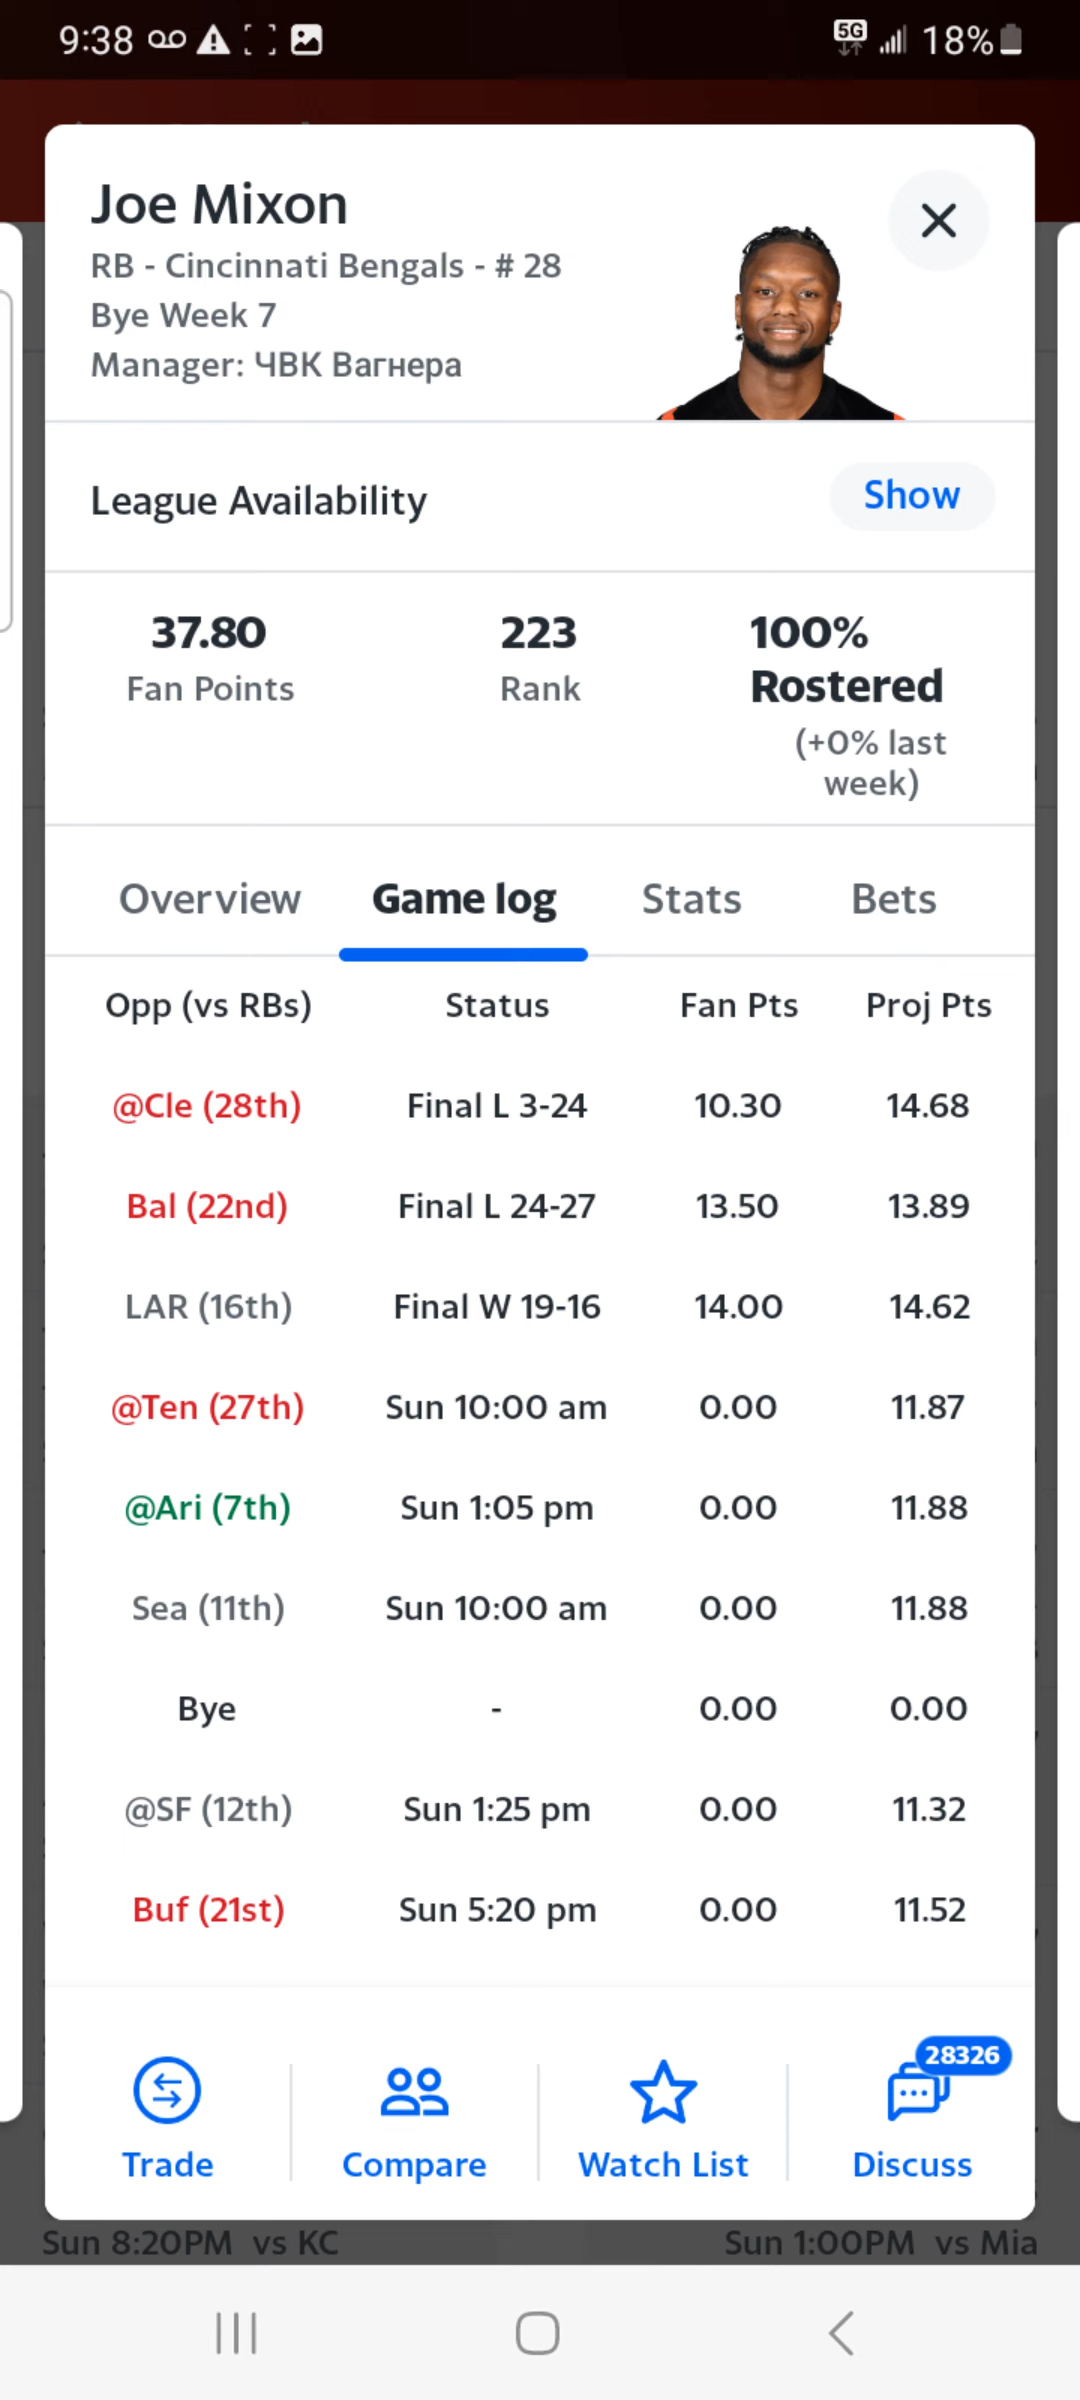 9:38
5G 18%
Joe Mixon
RB - Cincinnati Bengals - # 28
Bye Week 7
Manager: ЧВК Вагнера
League Availability
Show
37.80 223 100% Rostered
Fan Points Rank (+0% last week)
Overview Game log Stats Bets
Opp (vs RBs) Status Fan Pts Proj Pts
@Cle (28th) Final L 3-24 10.30 14.68
Bal (22nd) Final L 24-27 13.50 13.89
LAR (16th) Final W 19-16 14.00 14.62
@Ten (27th) Sun 10:00 am 0.00 11.87
@Ari (7th) Sun 1:05 pm 0.00 11.88
Sea (11th) Sun 10:00 am 0.00 11.88
Bye - 0.00 0.00
@SF (12th) Sun 1:25 pm 0.00 11.32
Buf (21st) Sun 5:20 pm 0.00 11.52
28326
Trade Compare Watch List Discuss
Sun 8:20PM vs KC Sun 1:00PM vs Mia